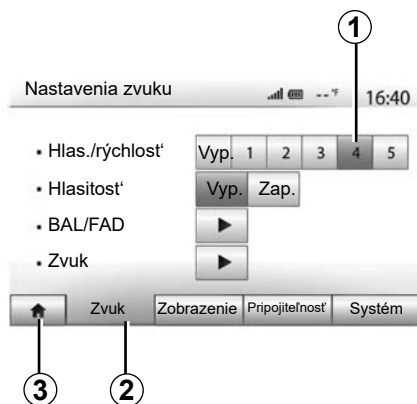 1
Nastavenia zvuku --°F 16:40
• Hlas./rýchlosť Vyp. 1 2 3 4 5
• Hlasitosť Vyp. Zap.
• BAL/FAD
• Zvuk
Zvuk Zobrazenie Pripojiteľnosť Systém
3 2